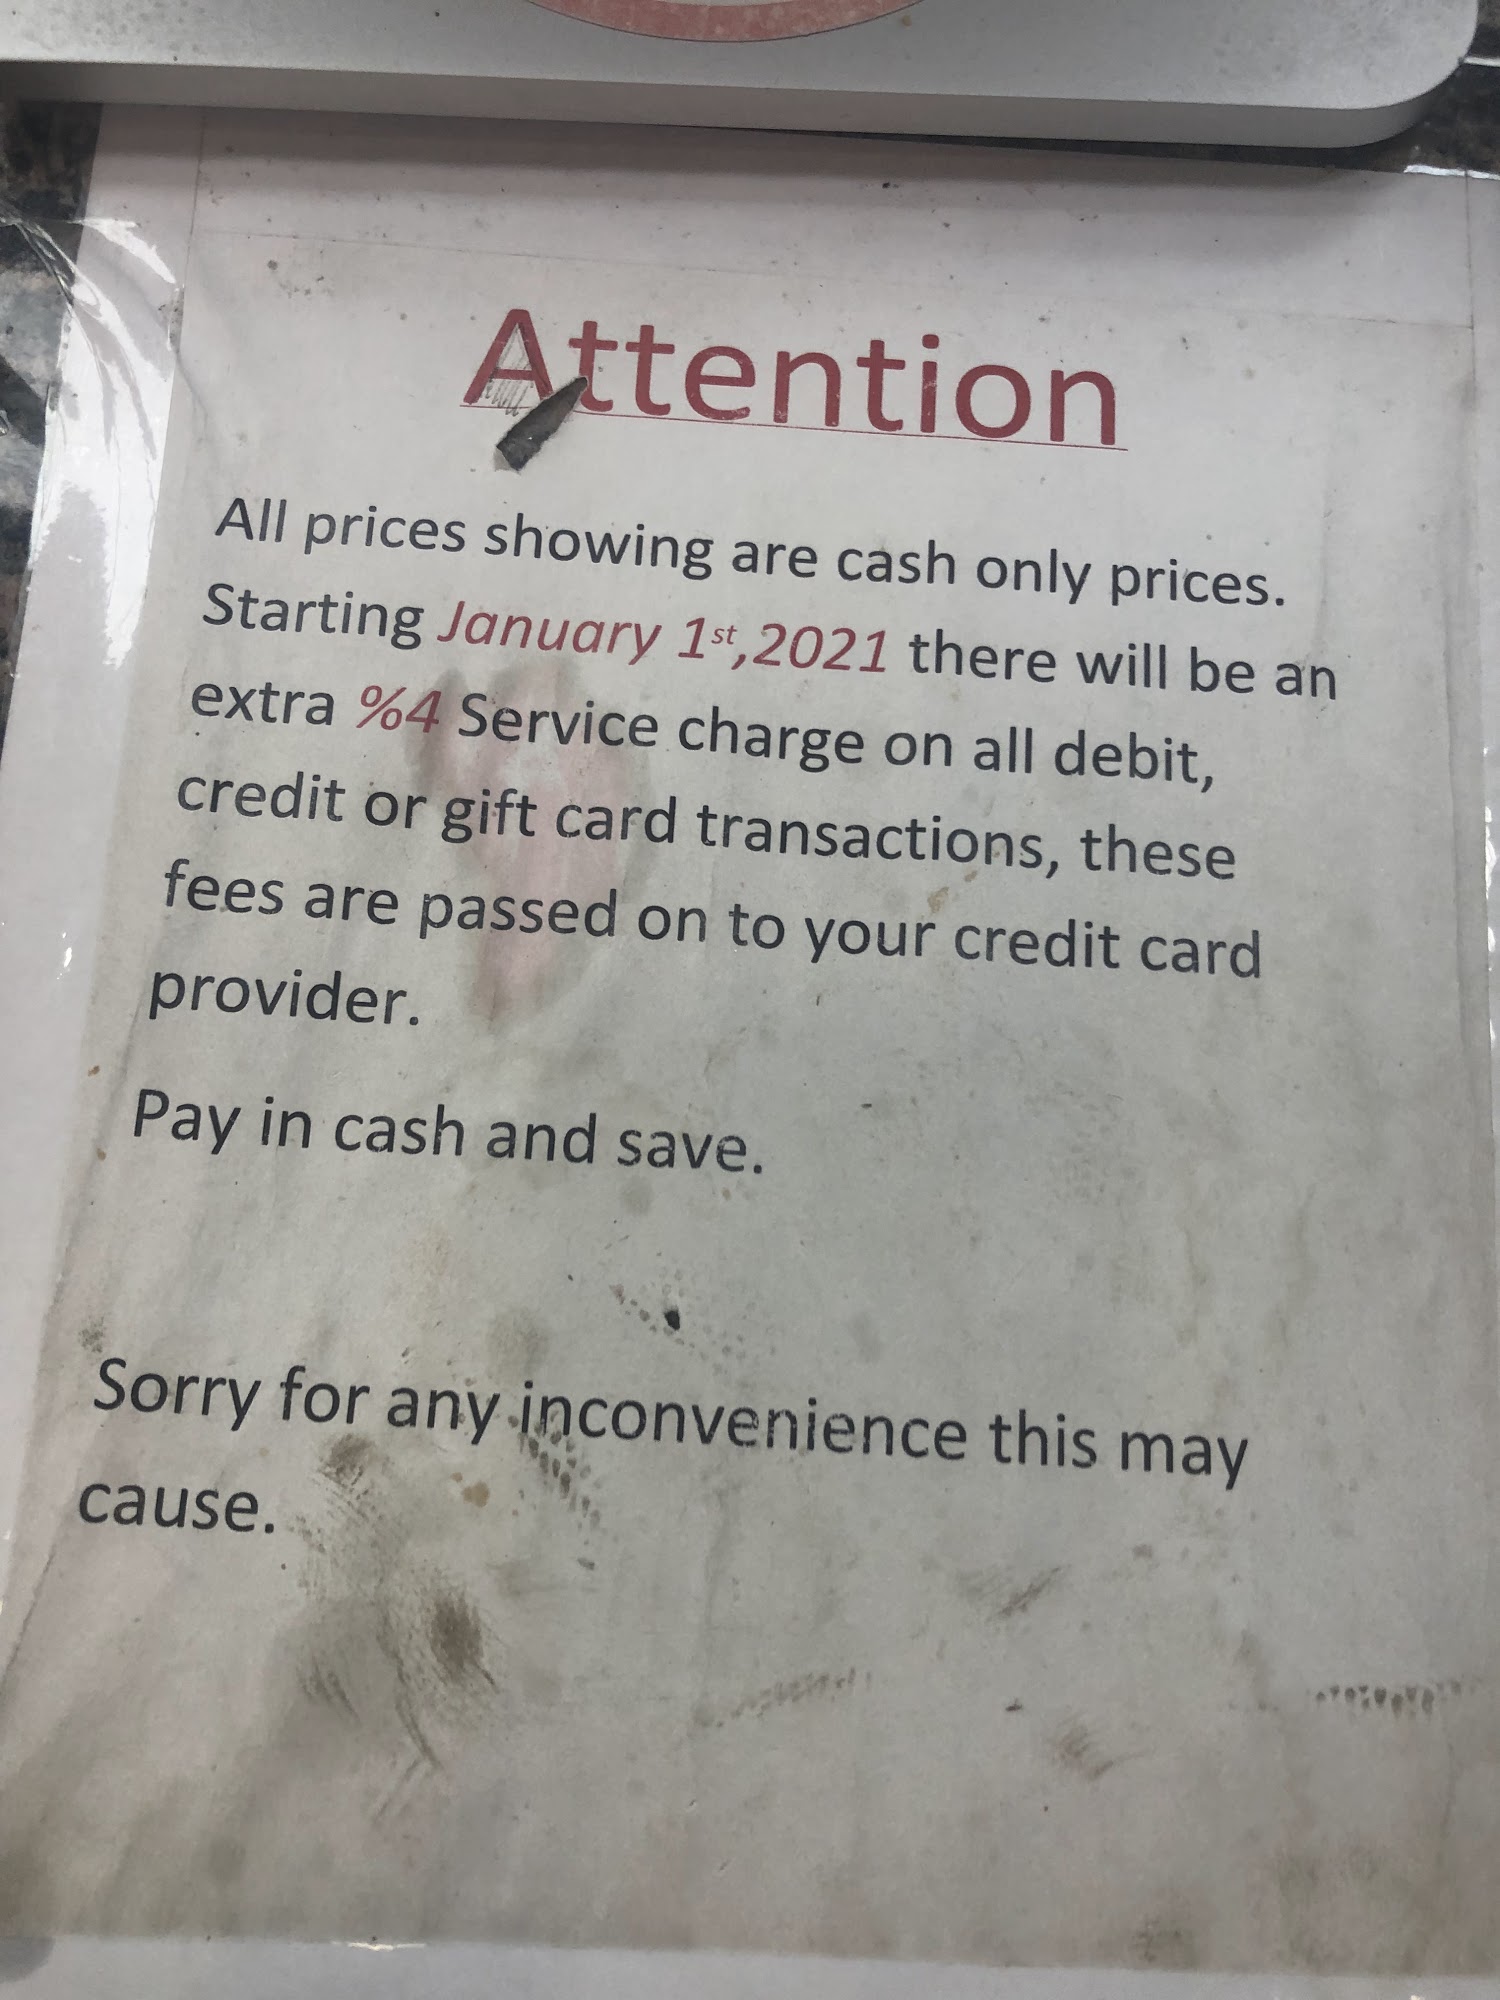 Attention
All prices showing are cash only prices.
Starting January 1st,2021 there will be an
extra %4 Service charge on all debit,
credit or gift card transactions, these
fees are passed on to your credit card
provider.
Pay in cash and save.
Sorry for any inconvenience this may
cause.